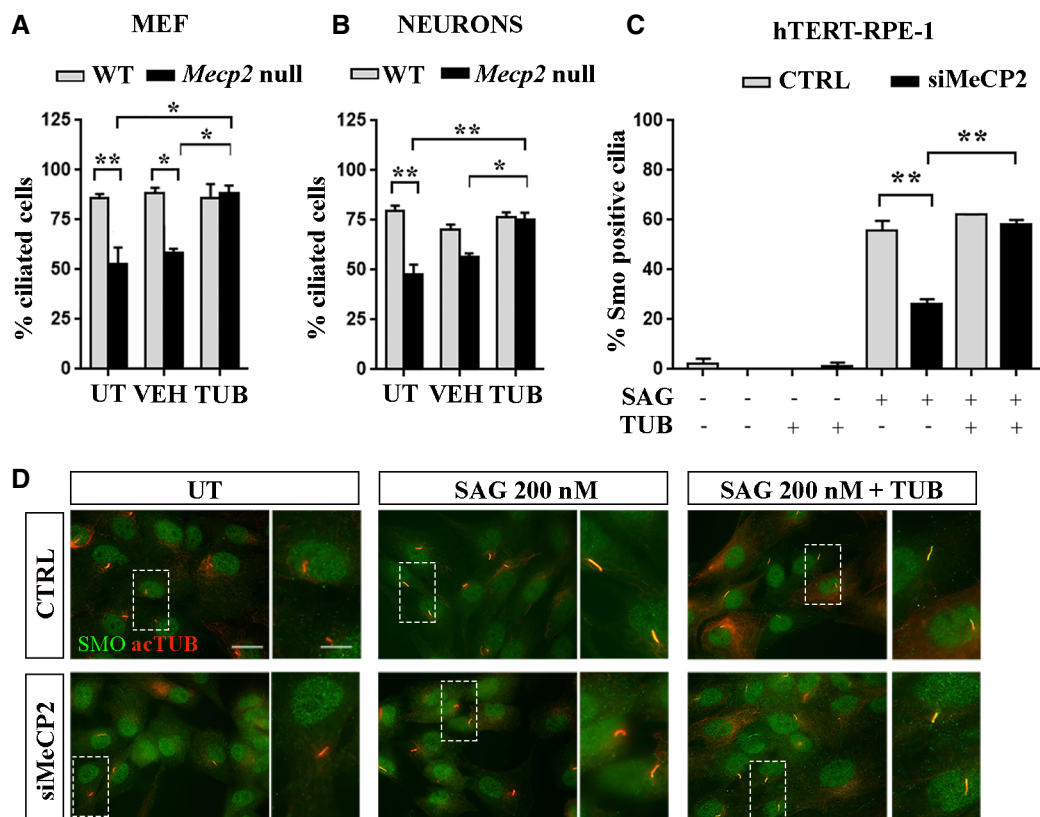 A
MEF
WT Mecp2 null
% ciliated cells
125
100
75
50
25
0
** * * *
UT VEH TUB
B
NEURONS
WT Mecp2 null
% ciliated cells
125
100
75
50
25
0
** ** *
UT VEH TUB
C
hTERT-RPE-1
CTRL siMeCP2
% Smo positive cilia
100
80
60
40
20
0
** **
SAG - - - - + + + +
TUB - - + + - - + +
D
UT SAG 200 nM SAG 200 nM + TUB
CTRL
SMO acTUB
siMeCP2